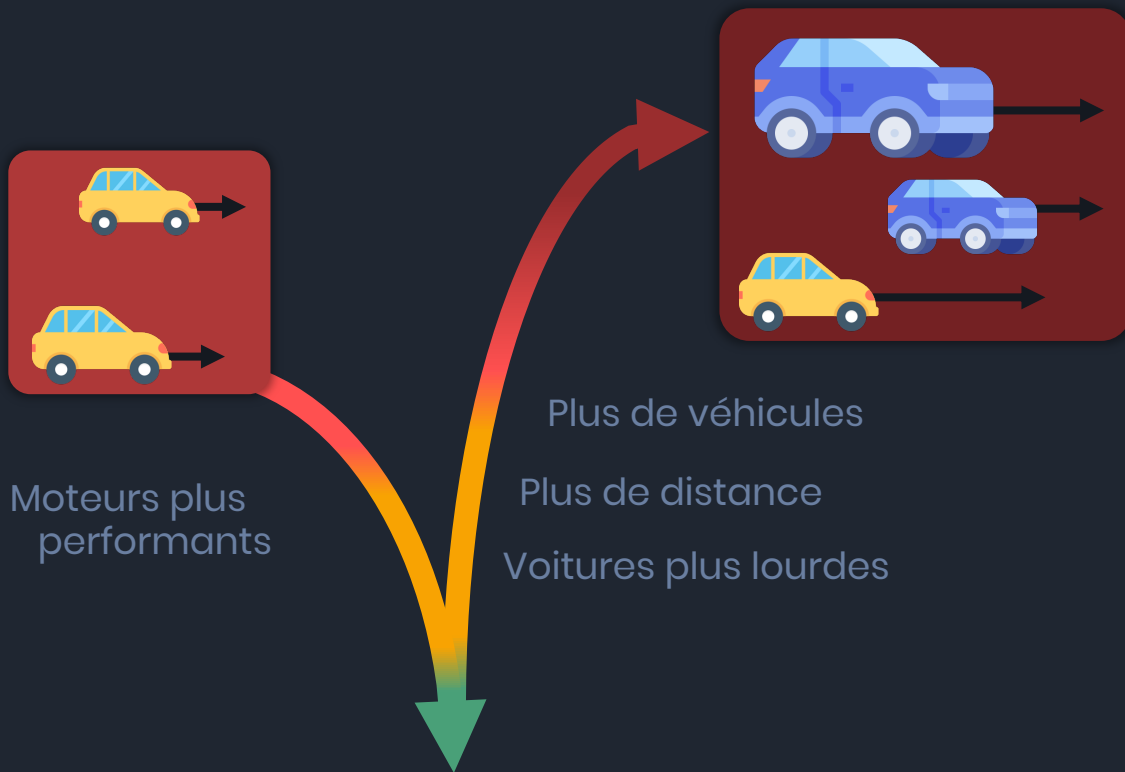 Moteurs plus
performants
Plus de véhicules
Plus de distance
Voitures plus lourdes